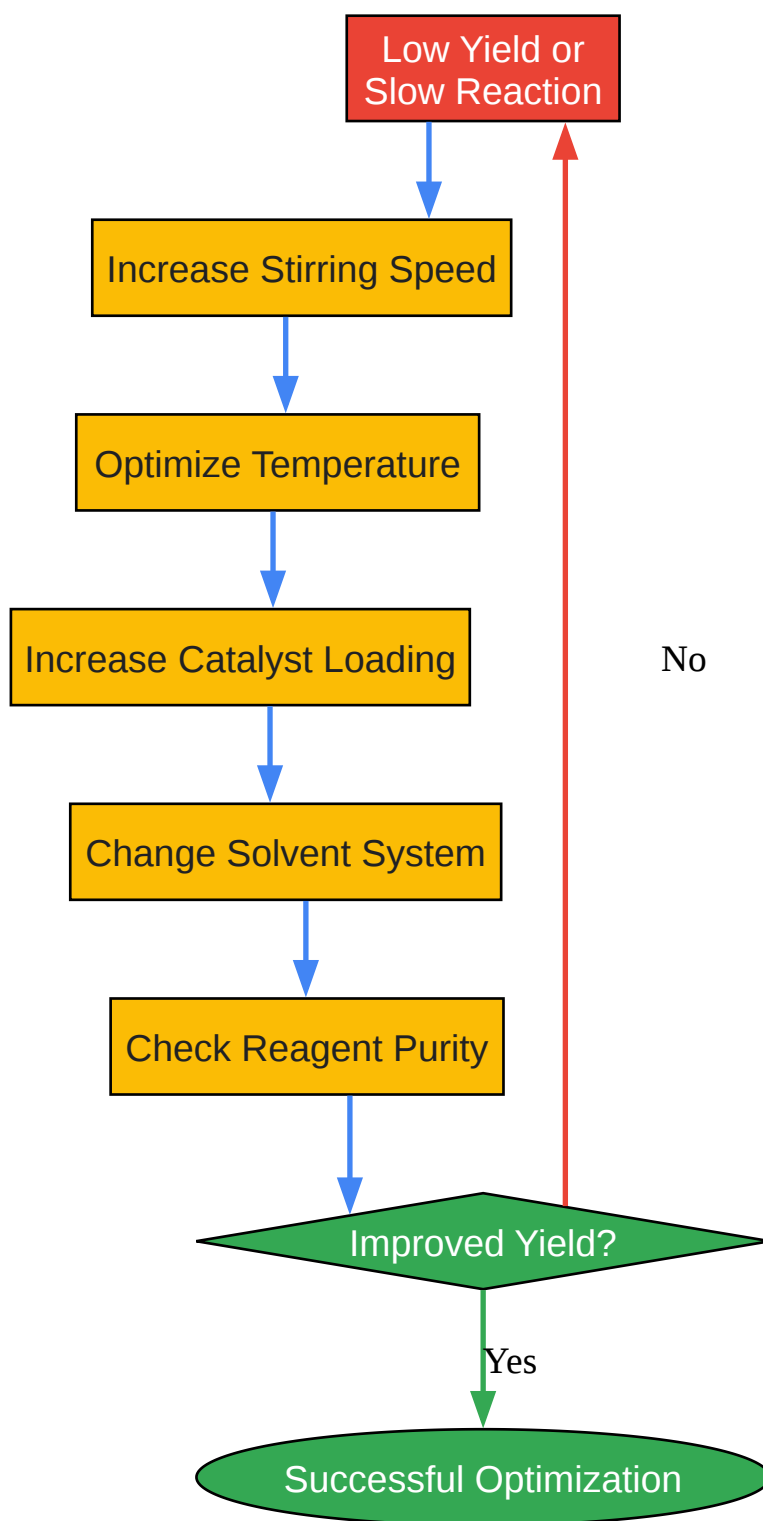 Low Yield or
Slow Reaction
Increase Stirring Speed
Optimize Temperature
Increase Catalyst Loading
No
Change Solvent System
Check Reagent Purity
Improved Yield?
Yes
Successful Optimization